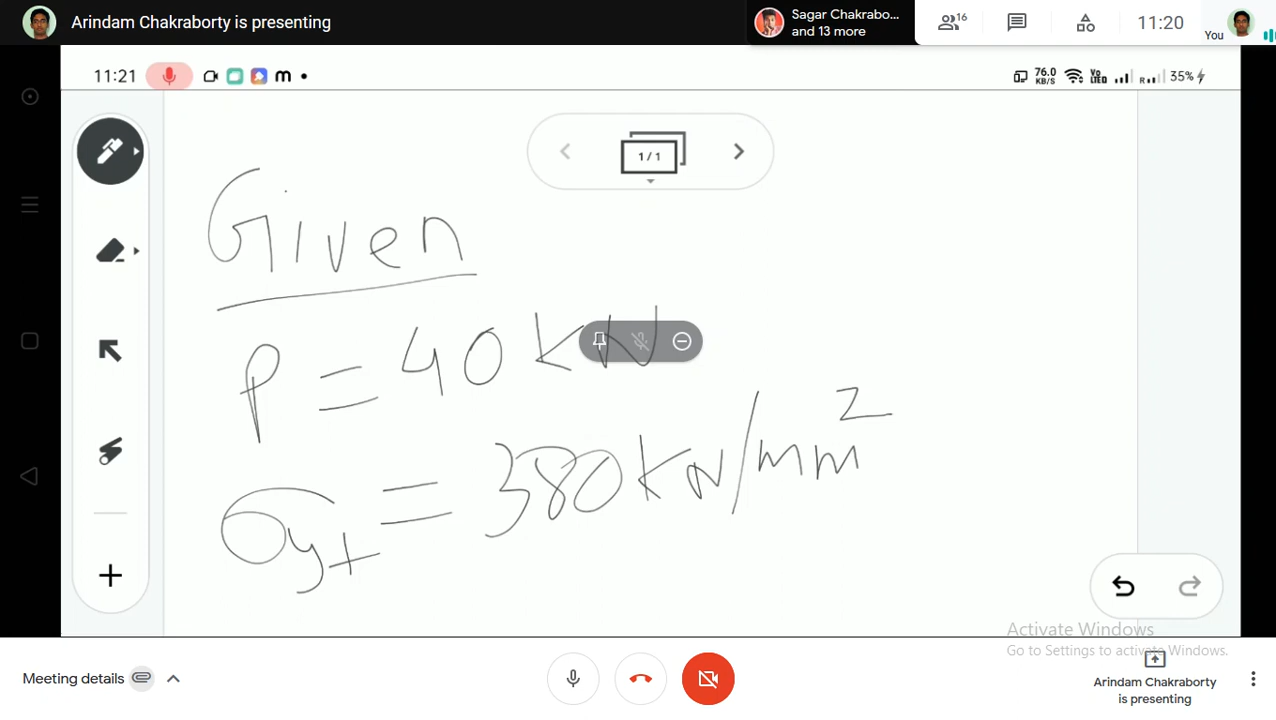 Arindam Chakraborty is presenting
Sagar Chakrabo...
and 13 more
16
11:20
You
11:21
m
76.0
KB/S
Vo
LTED
R
35%
1/1
Given
P = 40 kN
σyt = 380 kN/mm²
Activate Windows
Go to Settings to activate Windows.
Meeting details
Arindam Chakraborty
is presenting